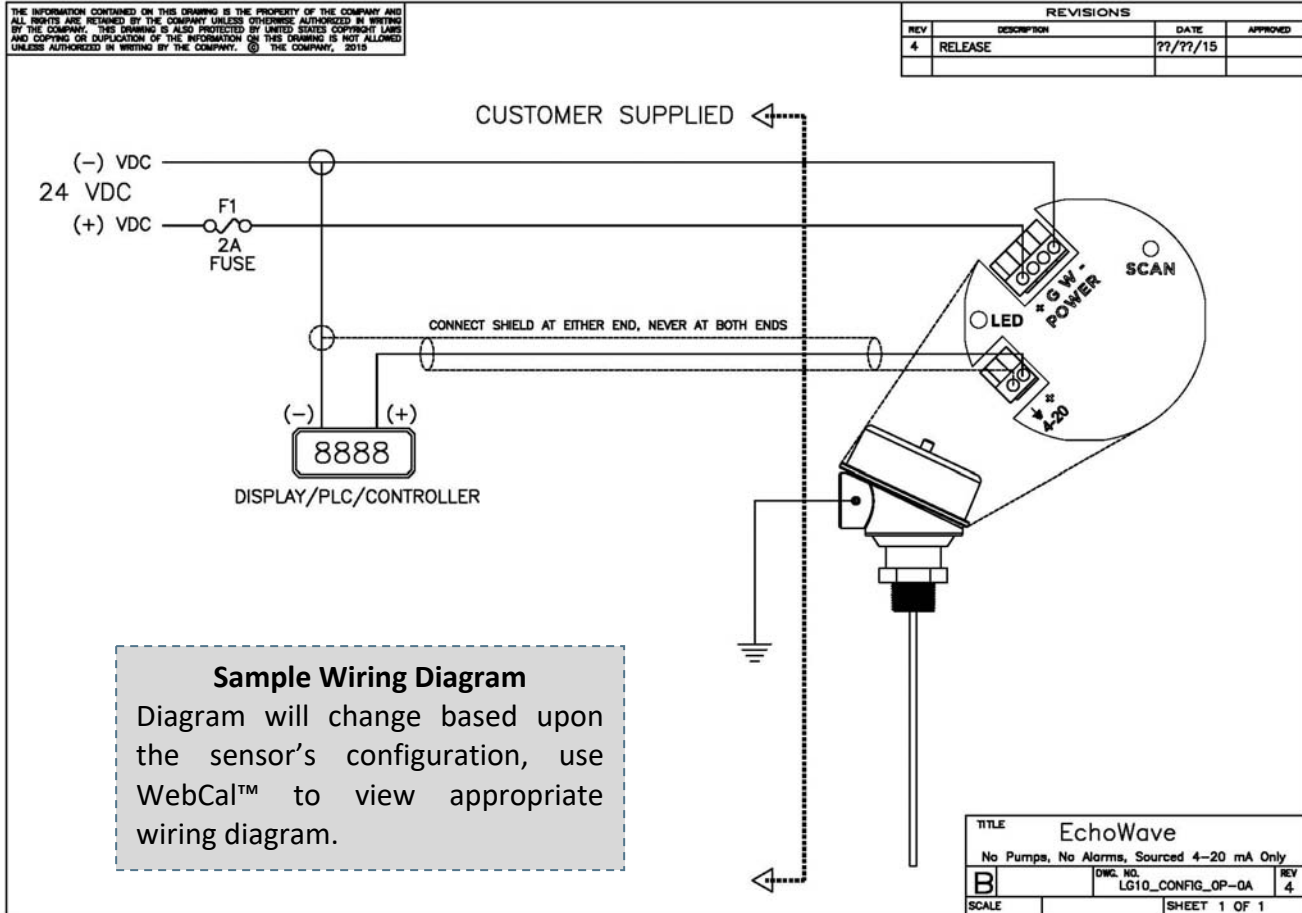 THE INFORMATION CONTAINED ON THIS DRAWING IS THE PROPERTY OF THE COMPANY AND
ALL RIGHTS ARE RETAINED BY THE COMPANY UNLESS OTHERWISE AUTHORIZED IN WRITING
BY THE COMPANY. THIS DRAWING IS ALSO PROTECTED BY UNITED STATES COPYRIGHT LAWS
AND COPYING OR DUPLICATION OF THE INFORMATION ON THIS DRAWING IS NOT ALLOWED
UNLESS AUTHORIZED IN WRITING BY THE COMPANY. © THE COMPANY, 2015
REVISIONS
REV DESCRIPTION DATE APPROVED
4 RELEASE ??/??/15
CUSTOMER SUPPLIED
(-) VDC
24 VDC
(+) VDC
F1
2A
FUSE
SCAN
+ G W -
POWER
LED
CONNECT SHIELD AT EITHER END, NEVER AT BOTH ENDS
+
4-20
(-) (+)
8888
DISPLAY/PLC/CONTROLLER
Sample Wiring Diagram
Diagram will change based upon
the sensor's configuration, use
WebCal™ to view appropriate
wiring diagram.
TITLE EchoWave
No Pumps, No Alarms, Sourced 4-20 mA Only
B DWG. NO. REV
LG10_CONFIG_0P-0A 4
SCALE SHEET 1 OF 1